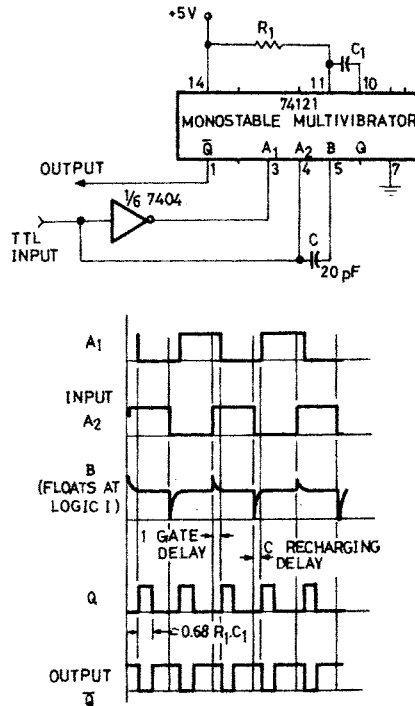 +5V
R1
C1
14
11
10
74121
MONOSTABLE MULTIVIBRATOR
Q̅ A1 A2 B Q
1 3 4 5 7
OUTPUT
1/6 7404
TTL
INPUT
C
20 pF
A1
INPUT
A2
B
(FLOATS AT
LOGIC 1)
1 GATE
DELAY
C RECHARGING
DELAY
Q
≈0.68 R1C1
OUTPUT
Q̅